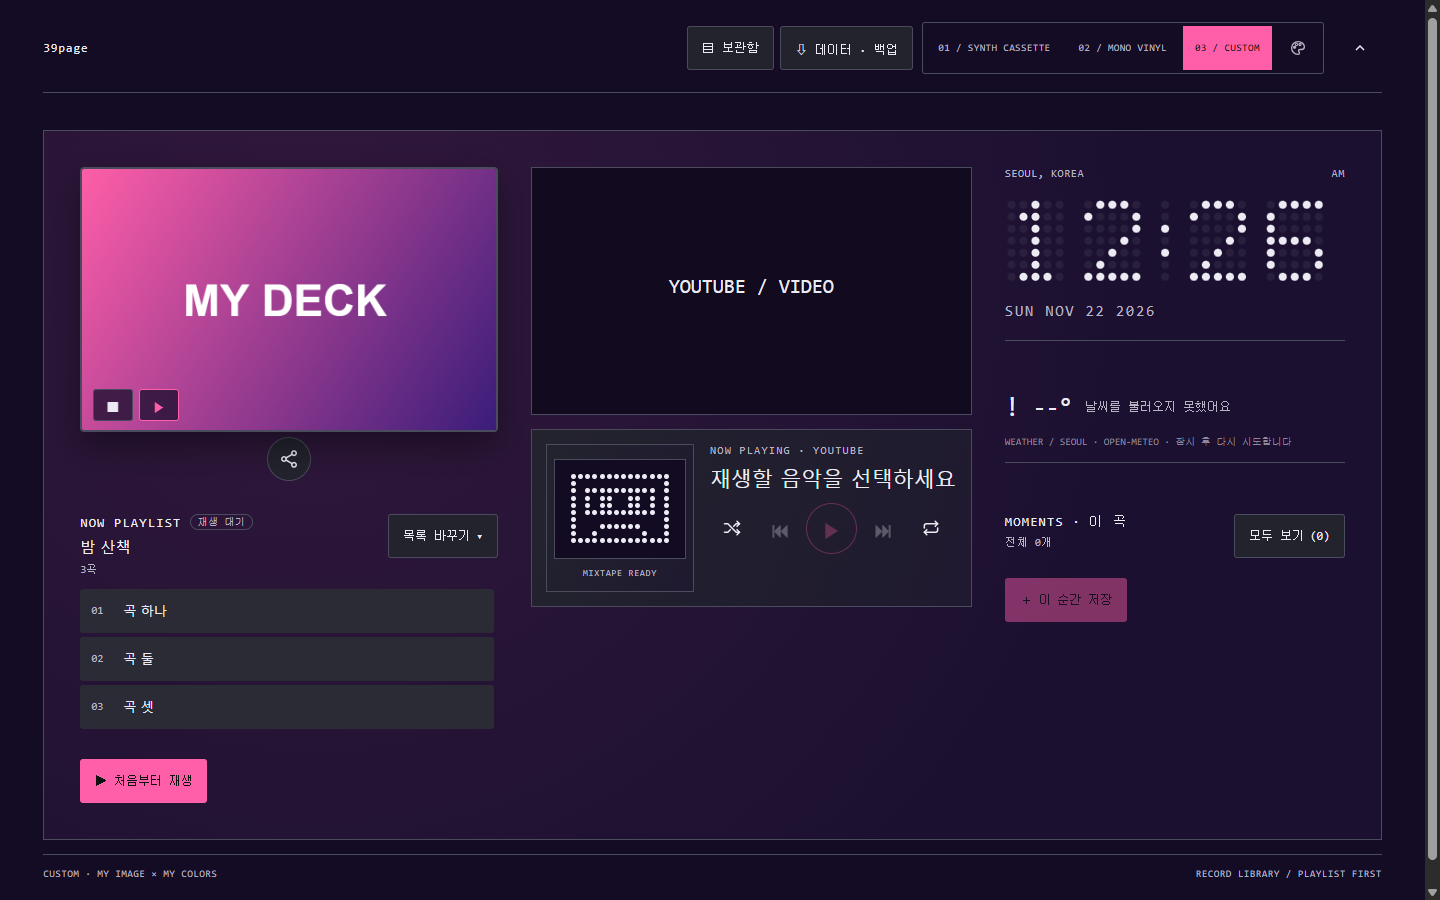 39page
보관함
데이터 · 백업
01 / SYNTH CASSETTE
02 / MONO VINYL
03 / CUSTOM
MY DECK
NOW PLAYLIST
재생 대기
밤 산책
3곡
목록 바꾸기 ▾
01 곡 하나
02 곡 둘
03 곡 셋
▶ 처음부터 재생
YOUTUBE / VIDEO
MIXTAPE READY
NOW PLAYING · YOUTUBE
재생할 음악을 선택하세요
SEOUL, KOREA
AM
12:26
SUN NOV 22 2026
! --° 날씨를 불러오지 못했어요
WEATHER / SEOUL · OPEN-METEO · 잠시 후 다시 시도합니다
MOMENTS · 이 곡
전체 0개
모두 보기 (0)
+ 이 순간 저장
CUSTOM · MY IMAGE × MY COLORS
RECORD LIBRARY / PLAYLIST FIRST